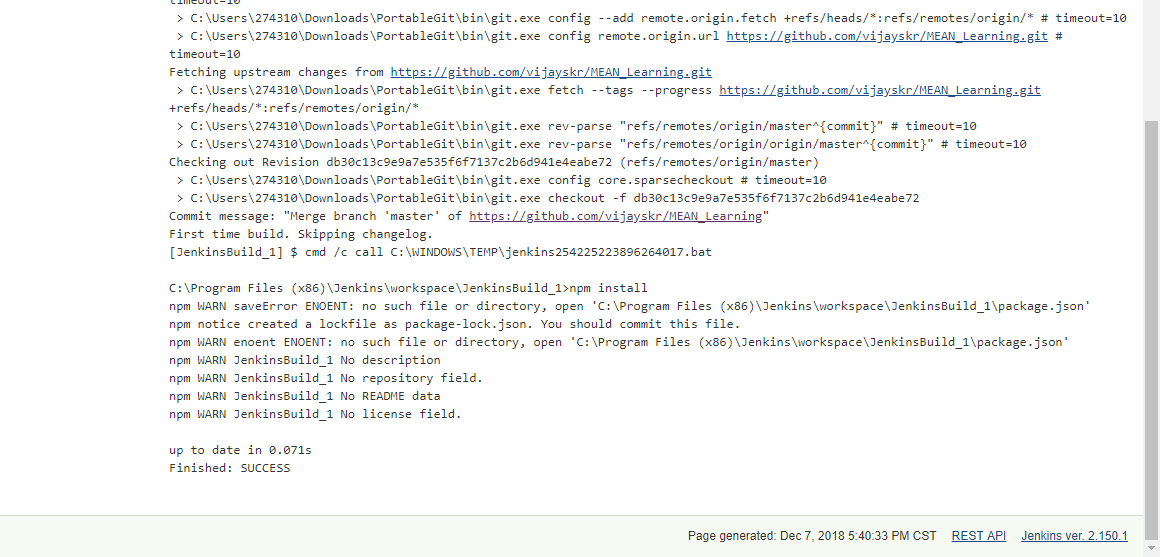 timeout=10
> C:\Users\274310\Downloads\PortableGit\bin\git.exe config --add remote.origin.fetch +refs/heads/*:refs/remotes/origin/* # timeout=10
> C:\Users\274310\Downloads\PortableGit\bin\git.exe config remote.origin.url https://github.com/vijayskr/MEAN_Learning.git #
timeout=10
Fetching upstream changes from https://github.com/vijayskr/MEAN_Learning.git
> C:\Users\274310\Downloads\PortableGit\bin\git.exe fetch --tags --progress https://github.com/vijayskr/MEAN_Learning.git
+refs/heads/*:refs/remotes/origin/*
> C:\Users\274310\Downloads\PortableGit\bin\git.exe rev-parse "refs/remotes/origin/master^{commit}" # timeout=10
> C:\Users\274310\Downloads\PortableGit\bin\git.exe rev-parse "refs/remotes/origin/origin/master^{commit}" # timeout=10
Checking out Revision db30c13c9e9a7e535f6f7137c2b6d941e4eabe72 (refs/remotes/origin/master)
> C:\Users\274310\Downloads\PortableGit\bin\git.exe config core.sparsecheckout # timeout=10
> C:\Users\274310\Downloads\PortableGit\bin\git.exe checkout -f db30c13c9e9a7e535f6f7137c2b6d941e4eabe72
Commit message: "Merge branch 'master' of https://github.com/vijayskr/MEAN_Learning"
First time build. Skipping changelog.
[JenkinsBuild_1] $ cmd /c call C:\WINDOWS\TEMP\jenkins254225223896264017.bat
C:\Program Files (x86)\Jenkins\workspace\JenkinsBuild_1>npm install
npm WARN saveError ENOENT: no such file or directory, open 'C:\Program Files (x86)\Jenkins\workspace\JenkinsBuild_1\package.json'
npm notice created a lockfile as package-lock.json. You should commit this file.
npm WARN enoent ENOENT: no such file or directory, open 'C:\Program Files (x86)\Jenkins\workspace\JenkinsBuild_1\package.json'
npm WARN JenkinsBuild_1 No description
npm WARN JenkinsBuild_1 No repository field.
npm WARN JenkinsBuild_1 No README data
npm WARN JenkinsBuild_1 No license field.
up to date in 0.071s
Finished: SUCCESS
Page generated: Dec 7, 2018 5:40:33 PM CST REST API Jenkins ver. 2.150.1